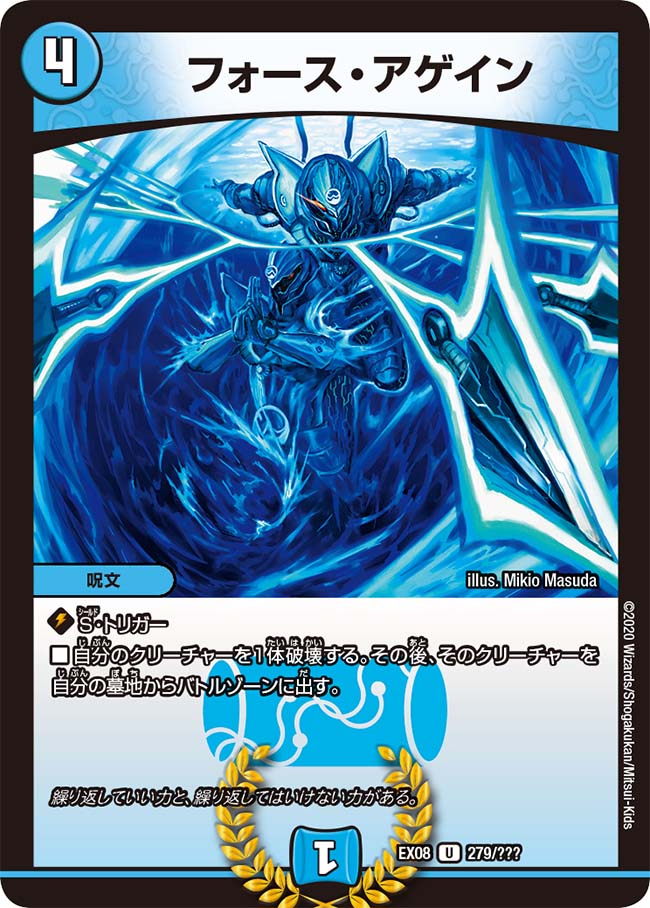 4
フォース・アゲイン
呪文
illus. Mikio Masuda
S・トリガー
■自分のクリーチャーを1体破壊する。その後、そのクリーチャーを
自分の墓地からバトルゾーンに出す。
繰り返していい力と、繰り返してはいけない力がある。
1
EX08 U 279/???
©2020 Wizards/Shogakukan/Mitsui-Kids